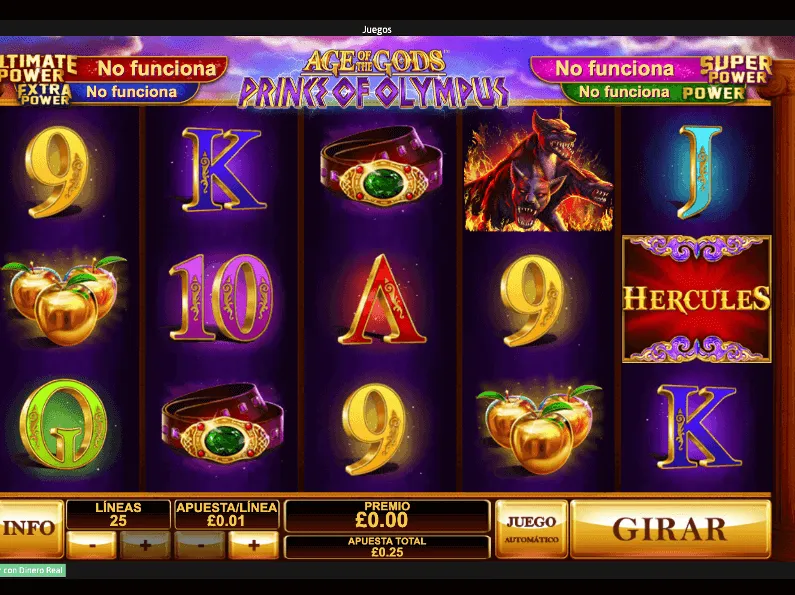 Juegos
ULTIMATE POWER
No funciona
EXTRA POWER
No funciona
AGE OF THE GODS™
PRINCE OF OLYMPUS
No funciona
SUPER POWER
No funciona
POWER
9 K J
10 A 9 HERCULES
Q 9 K
INFO
LÍNEAS
25
- +
APUESTA/LÍNEA
£0.01
- +
PREMIO
£0.00
APUESTA TOTAL
£0.25
JUEGO
AUTOMÁTICO
GIRAR
con Dinero Real